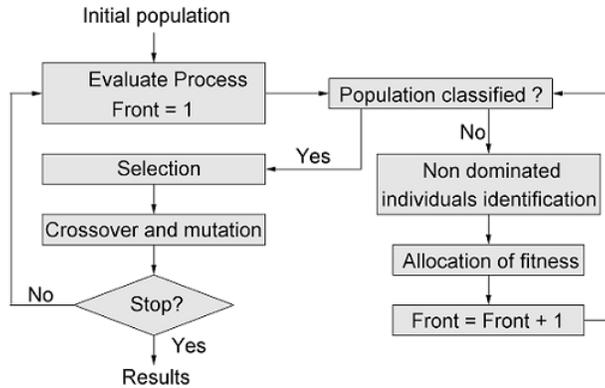 Initial population
Evaluate Process
Front = 1
Population classified ?
No
Yes
Non dominated
individuals identification
Selection
Crossover and mutation
Allocation of fitness
No
Stop?
Front = Front + 1
Yes
Results